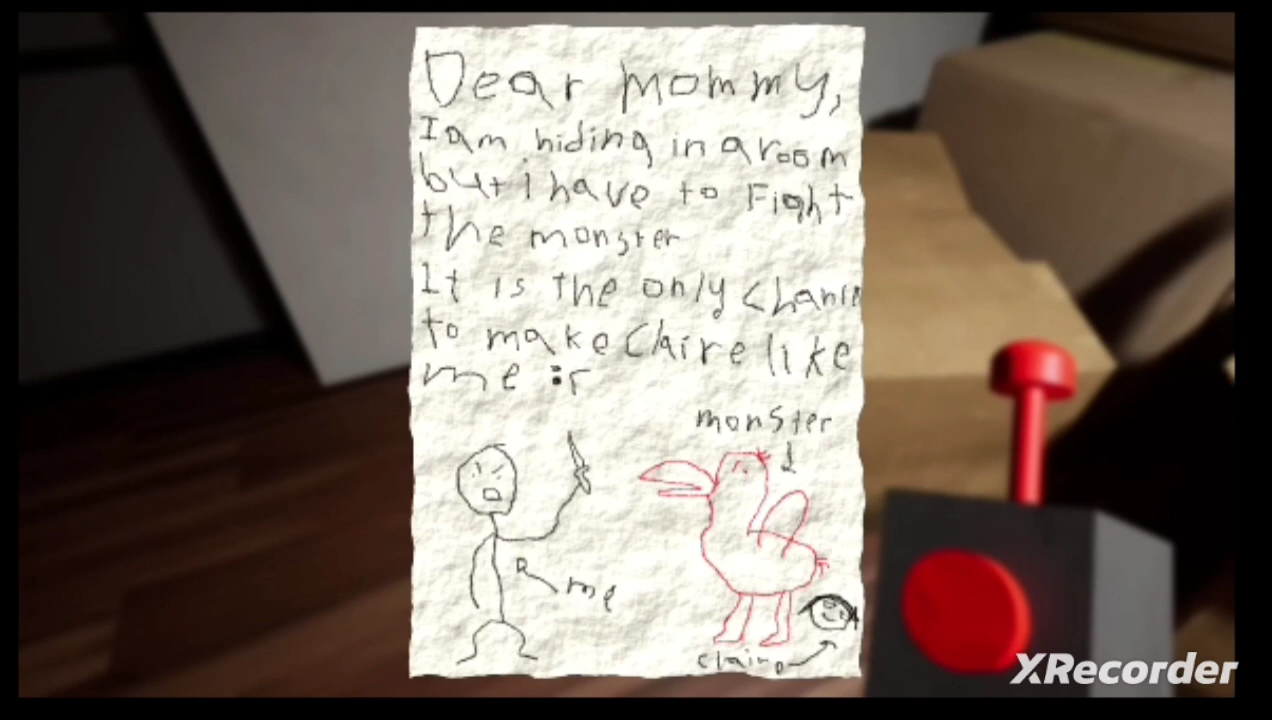 Dear mommy,
I am hiding in a room
but i have to Fight
the monster
It is the only chance
to make Claire like
me :r
monster
me
claire
XRecorder